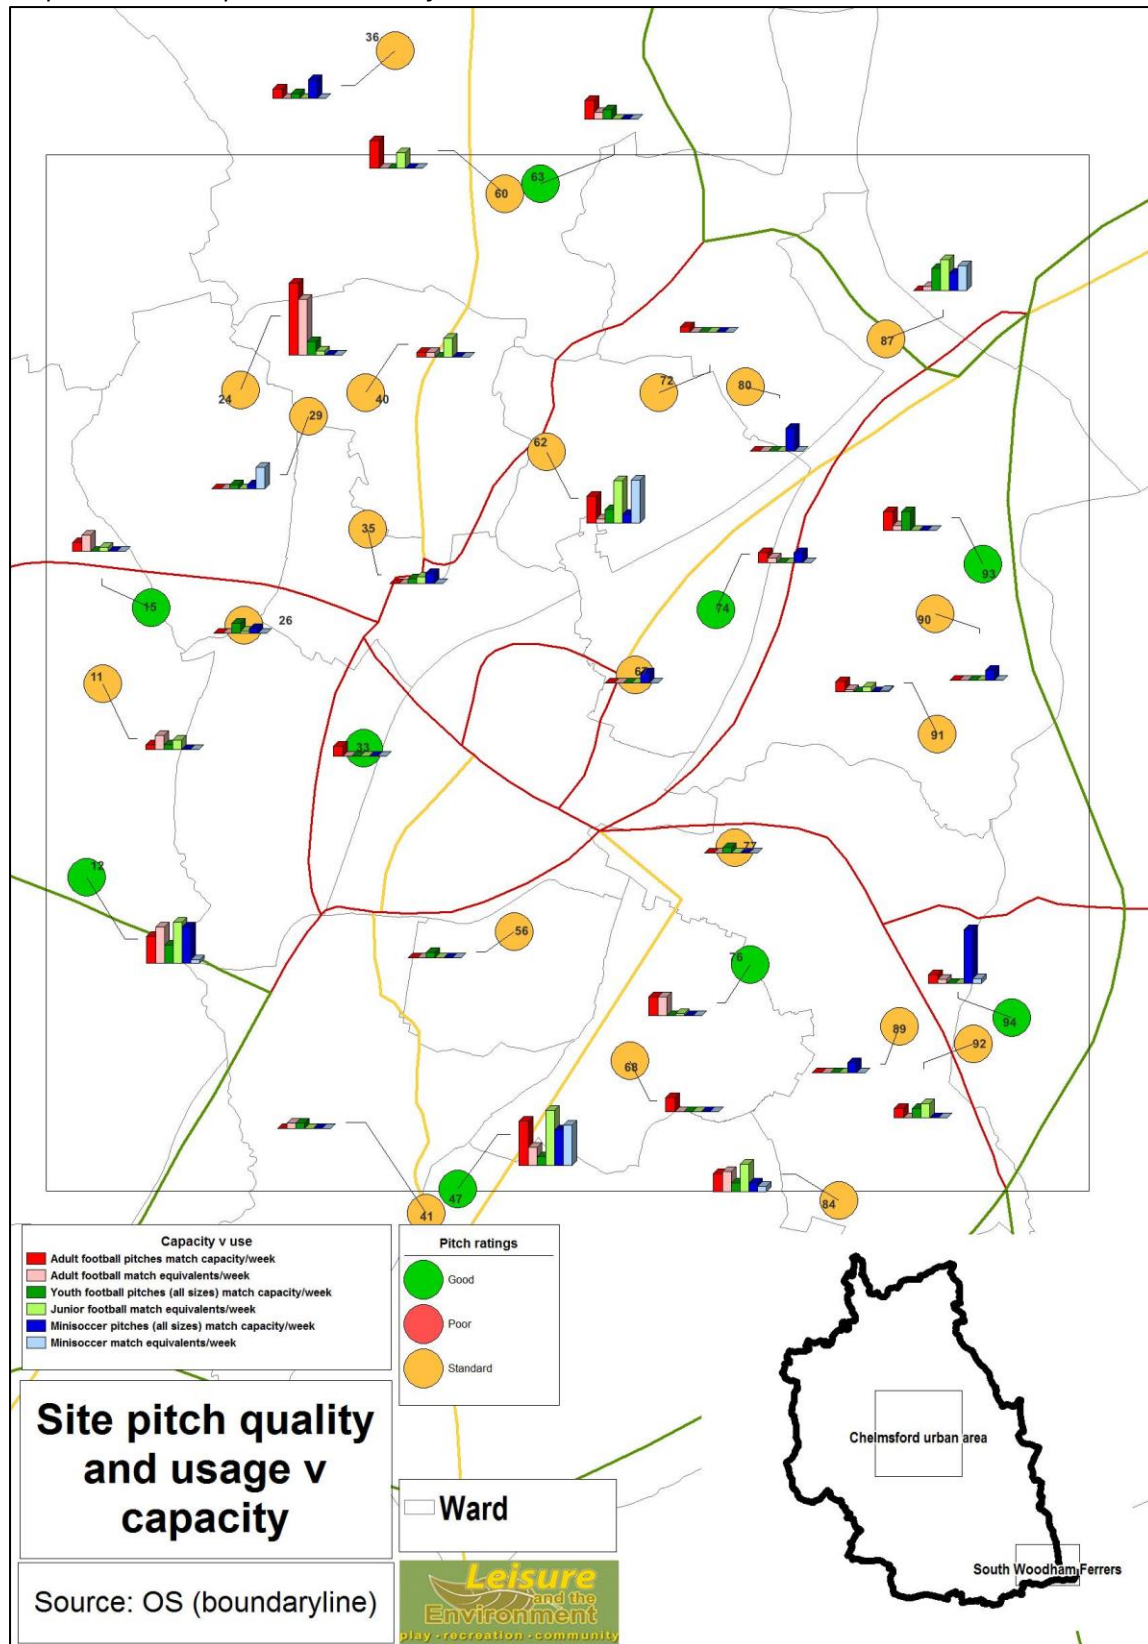 36
63
60
87
24
40
29
72
80
62
35
93
15
26
74
90
11
67
91
33
77
12
56
76
94
89
92
68
47
41
84
Capacity v use
Adult football pitches match capacity/week
Adult football match equivalents/week
Youth football pitches (all sizes) match capacity/week
Junior football match equivalents/week
Minisoccer pitches (all sizes) match capacity/week
Minisoccer match equivalents/week
Pitch ratings
Good
Poor
Standard
Site pitch quality
and usage v
capacity
Ward
Source: OS (boundaryline)
Leisure
and the
Environment
play - recreation - community
Chelmsford urban area
South Woodham Ferrers